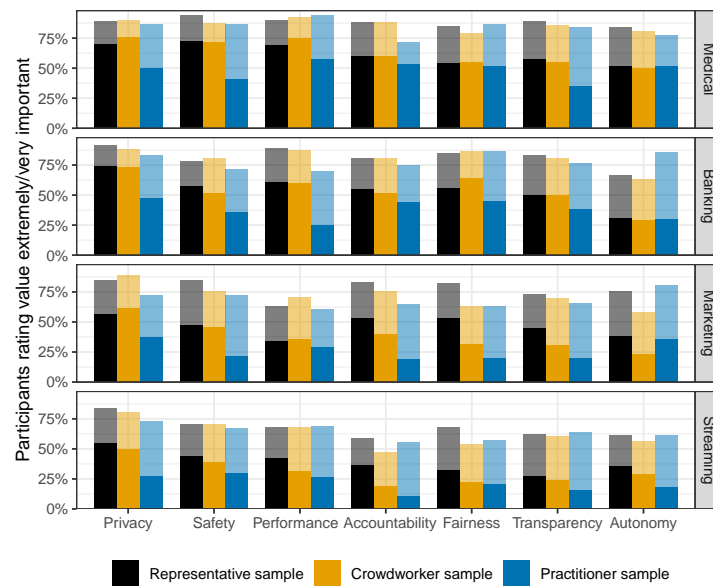 Participants rating value extremely/very important
75%
50%
25%
0%
Medical
75%
50%
25%
0%
Banking
75%
50%
25%
0%
Marketing
75%
50%
25%
0%
Streaming
Privacy Safety Performance Accountability Fairness Transparency Autonomy
Representative sample Crowdworker sample Practitioner sample